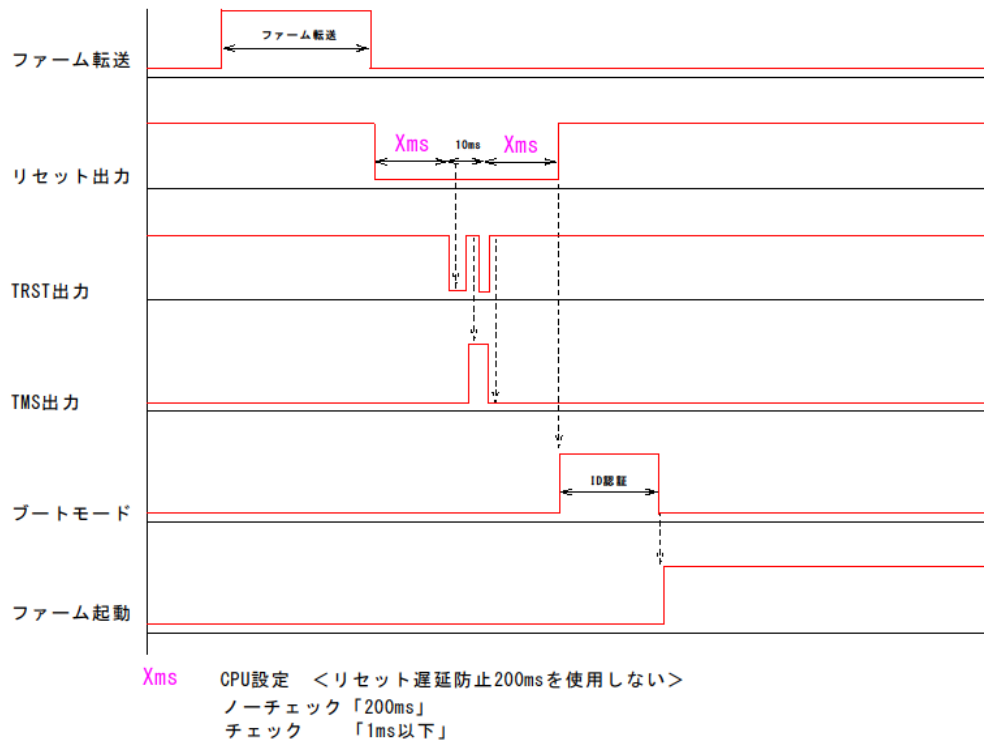 ファーム転送
ファーム転送
Xms 10ms Xms
リセット出力
TRST出力
TMS出力
ID認証
ブートモード
ファーム起動
Xms CPU設定 <リセット遅延防止200msを使用しない>
ノーチェック「200ms」
チェック 「1ms以下」